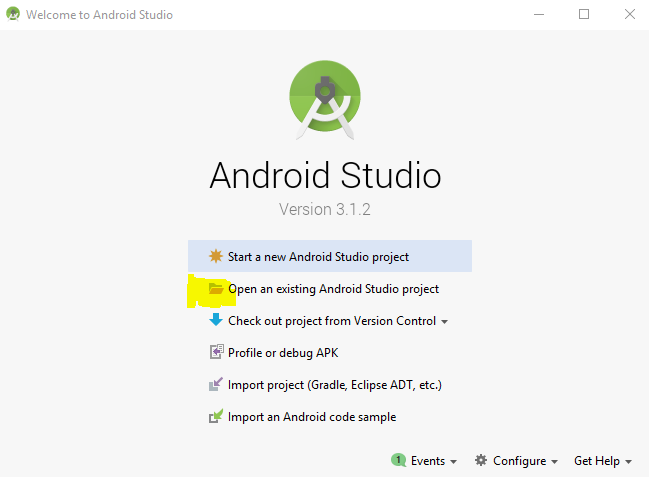 Welcome to Android Studio
Android Studio
Version 3.1.2
Start a new Android Studio project
Open an existing Android Studio project
Check out project from Version Control
Profile or debug APK
Import project (Gradle, Eclipse ADT, etc.)
Import an Android code sample
1 Events Configure Get Help